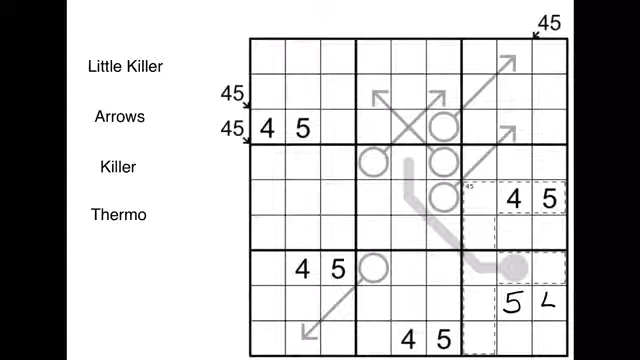 45
Little Killer
45
Arrows
45 4 5
Killer
45 4 5
Thermo
4 5
5 4
4 5